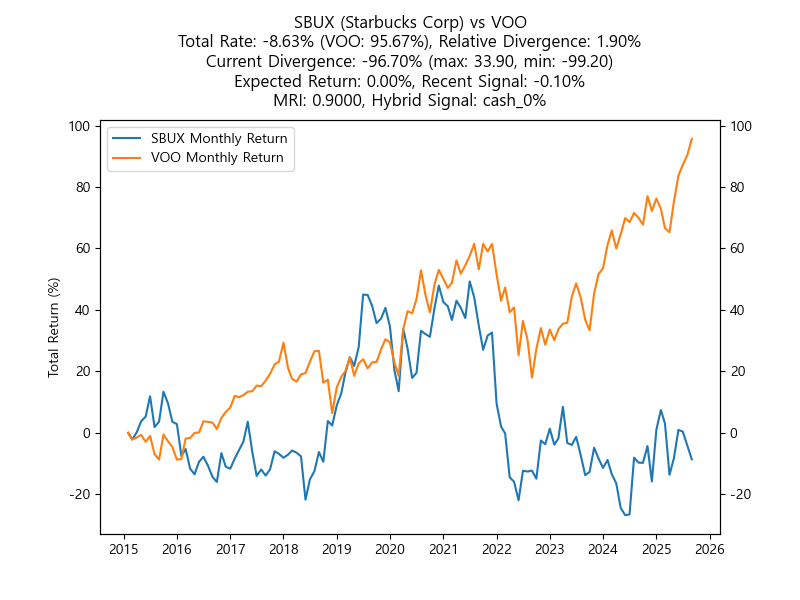 SBUX (Starbucks Corp) vs VOO
Total Rate: -8.63% (VOO: 95.67%), Relative Divergence: 1.90%
Current Divergence: -96.70% (max: 33.90, min: -99.20)
Expected Return: 0.00%, Recent Signal: -0.10%
MRI: 0.9000, Hybrid Signal: cash_0%
SBUX Monthly Return
VOO Monthly Return
Total Return (%)
100
80
60
40
20
0
-20
100
80
60
40
20
0
-20
2015 2016 2017 2018 2019 2020 2021 2022 2023 2024 2025 2026